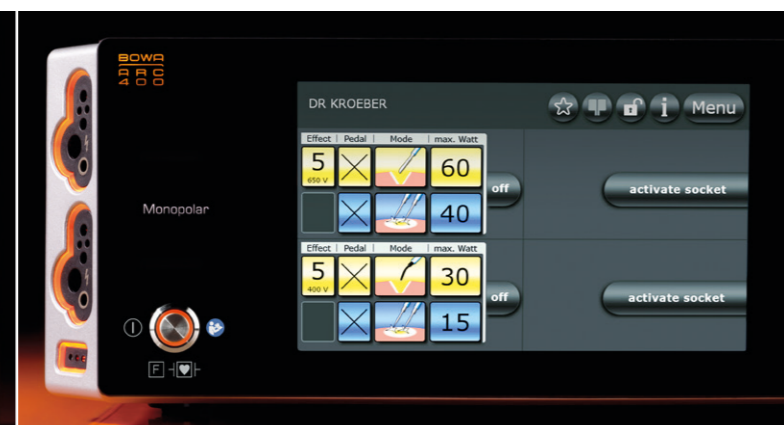 BOWA
ARC
400
DR KROEBER
i
Menu
Effect | Pedal | Mode | max. Watt
5
650 V
60
off
activate socket
40
Monopolar
Effect | Pedal | Mode | max. Watt
5
400 V
30
off
activate socket
15
F